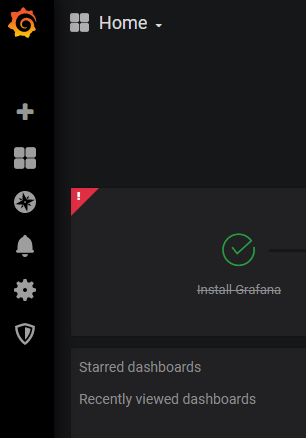 Home
!
Install Grafana
Starred dashboards
Recently viewed dashboards